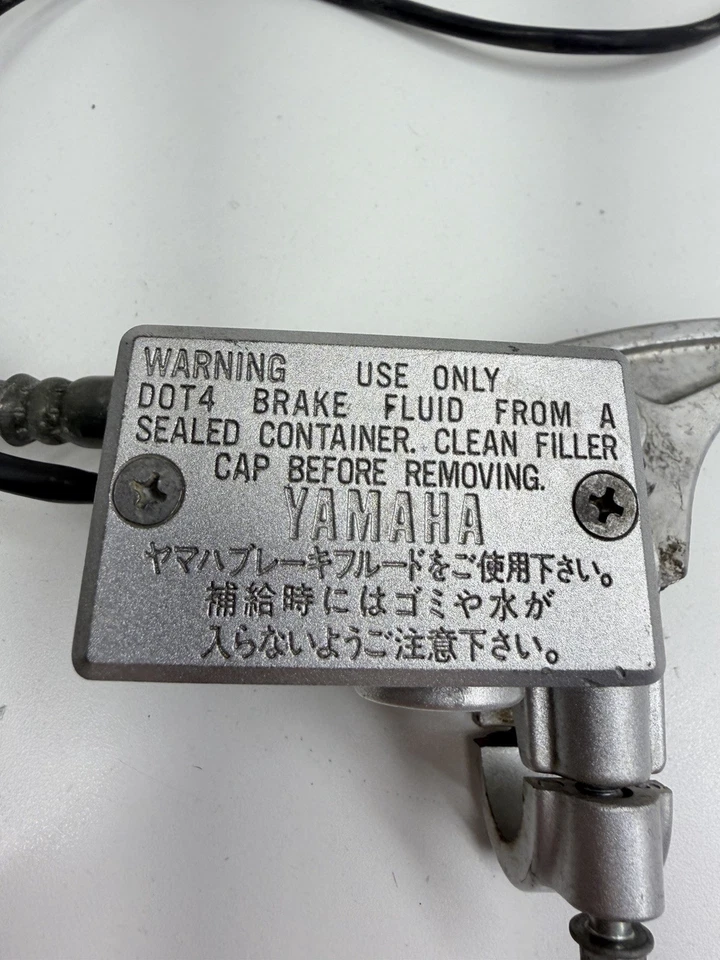 WARNING USE ONLY
DOT4 BRAKE FLUID FROM A
SEALED CONTAINER. CLEAN FILLER
CAP BEFORE REMOVING.
YAMAHA
ヤマハブレーキフルードをご使用下さい。
補給時にはゴミや水が
入らないようご注意下さい。